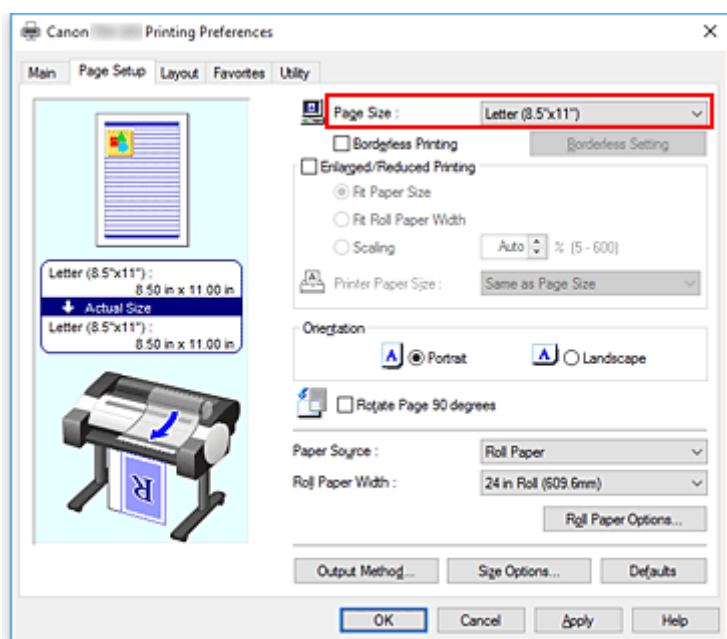 Canon Printing Preferences
Main Page Setup Layout Favorites Utility
Page Size : Letter (8.5"x11")
Borderless Printing Borderless Setting
Enlarged/Reduced Printing
Fit Paper Size
Fit Roll Paper Width
Scaling Auto % (5 - 600)
Printer Paper Size : Same as Page Size
Letter (8.5"x11") :
8.50 in x 11.00 in
Actual Size
Letter (8.5"x11") :
8.50 in x 11.00 in
Orientation
A Portrait A Landscape
Rotate Page 90 degrees
Paper Source : Roll Paper
Roll Paper Width : 24 in Roll (609.6mm)
Roll Paper Options...
R
Output Method... Size Options... Defaults
OK Cancel Apply Help